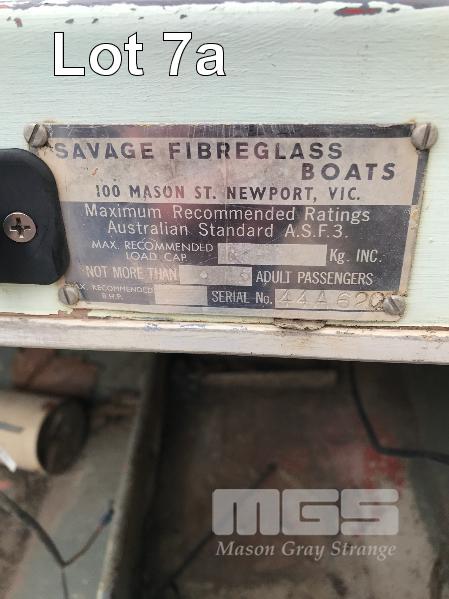 Lot 7a
SAVAGE FIBREGLASS
BOATS
100 MASON ST. NEWPORT, VIC.
Maximum Recommended Ratings
Australian Standard A.S.F.3.
MAX. RECOMMENDED
LOAD CAP. Kg. INC.
NOT MORE THAN ADULT PASSENGERS
MAX. RECOMMENDED
B.H.P. SERIAL No. 44A620
MGS
Mason Gray Strange